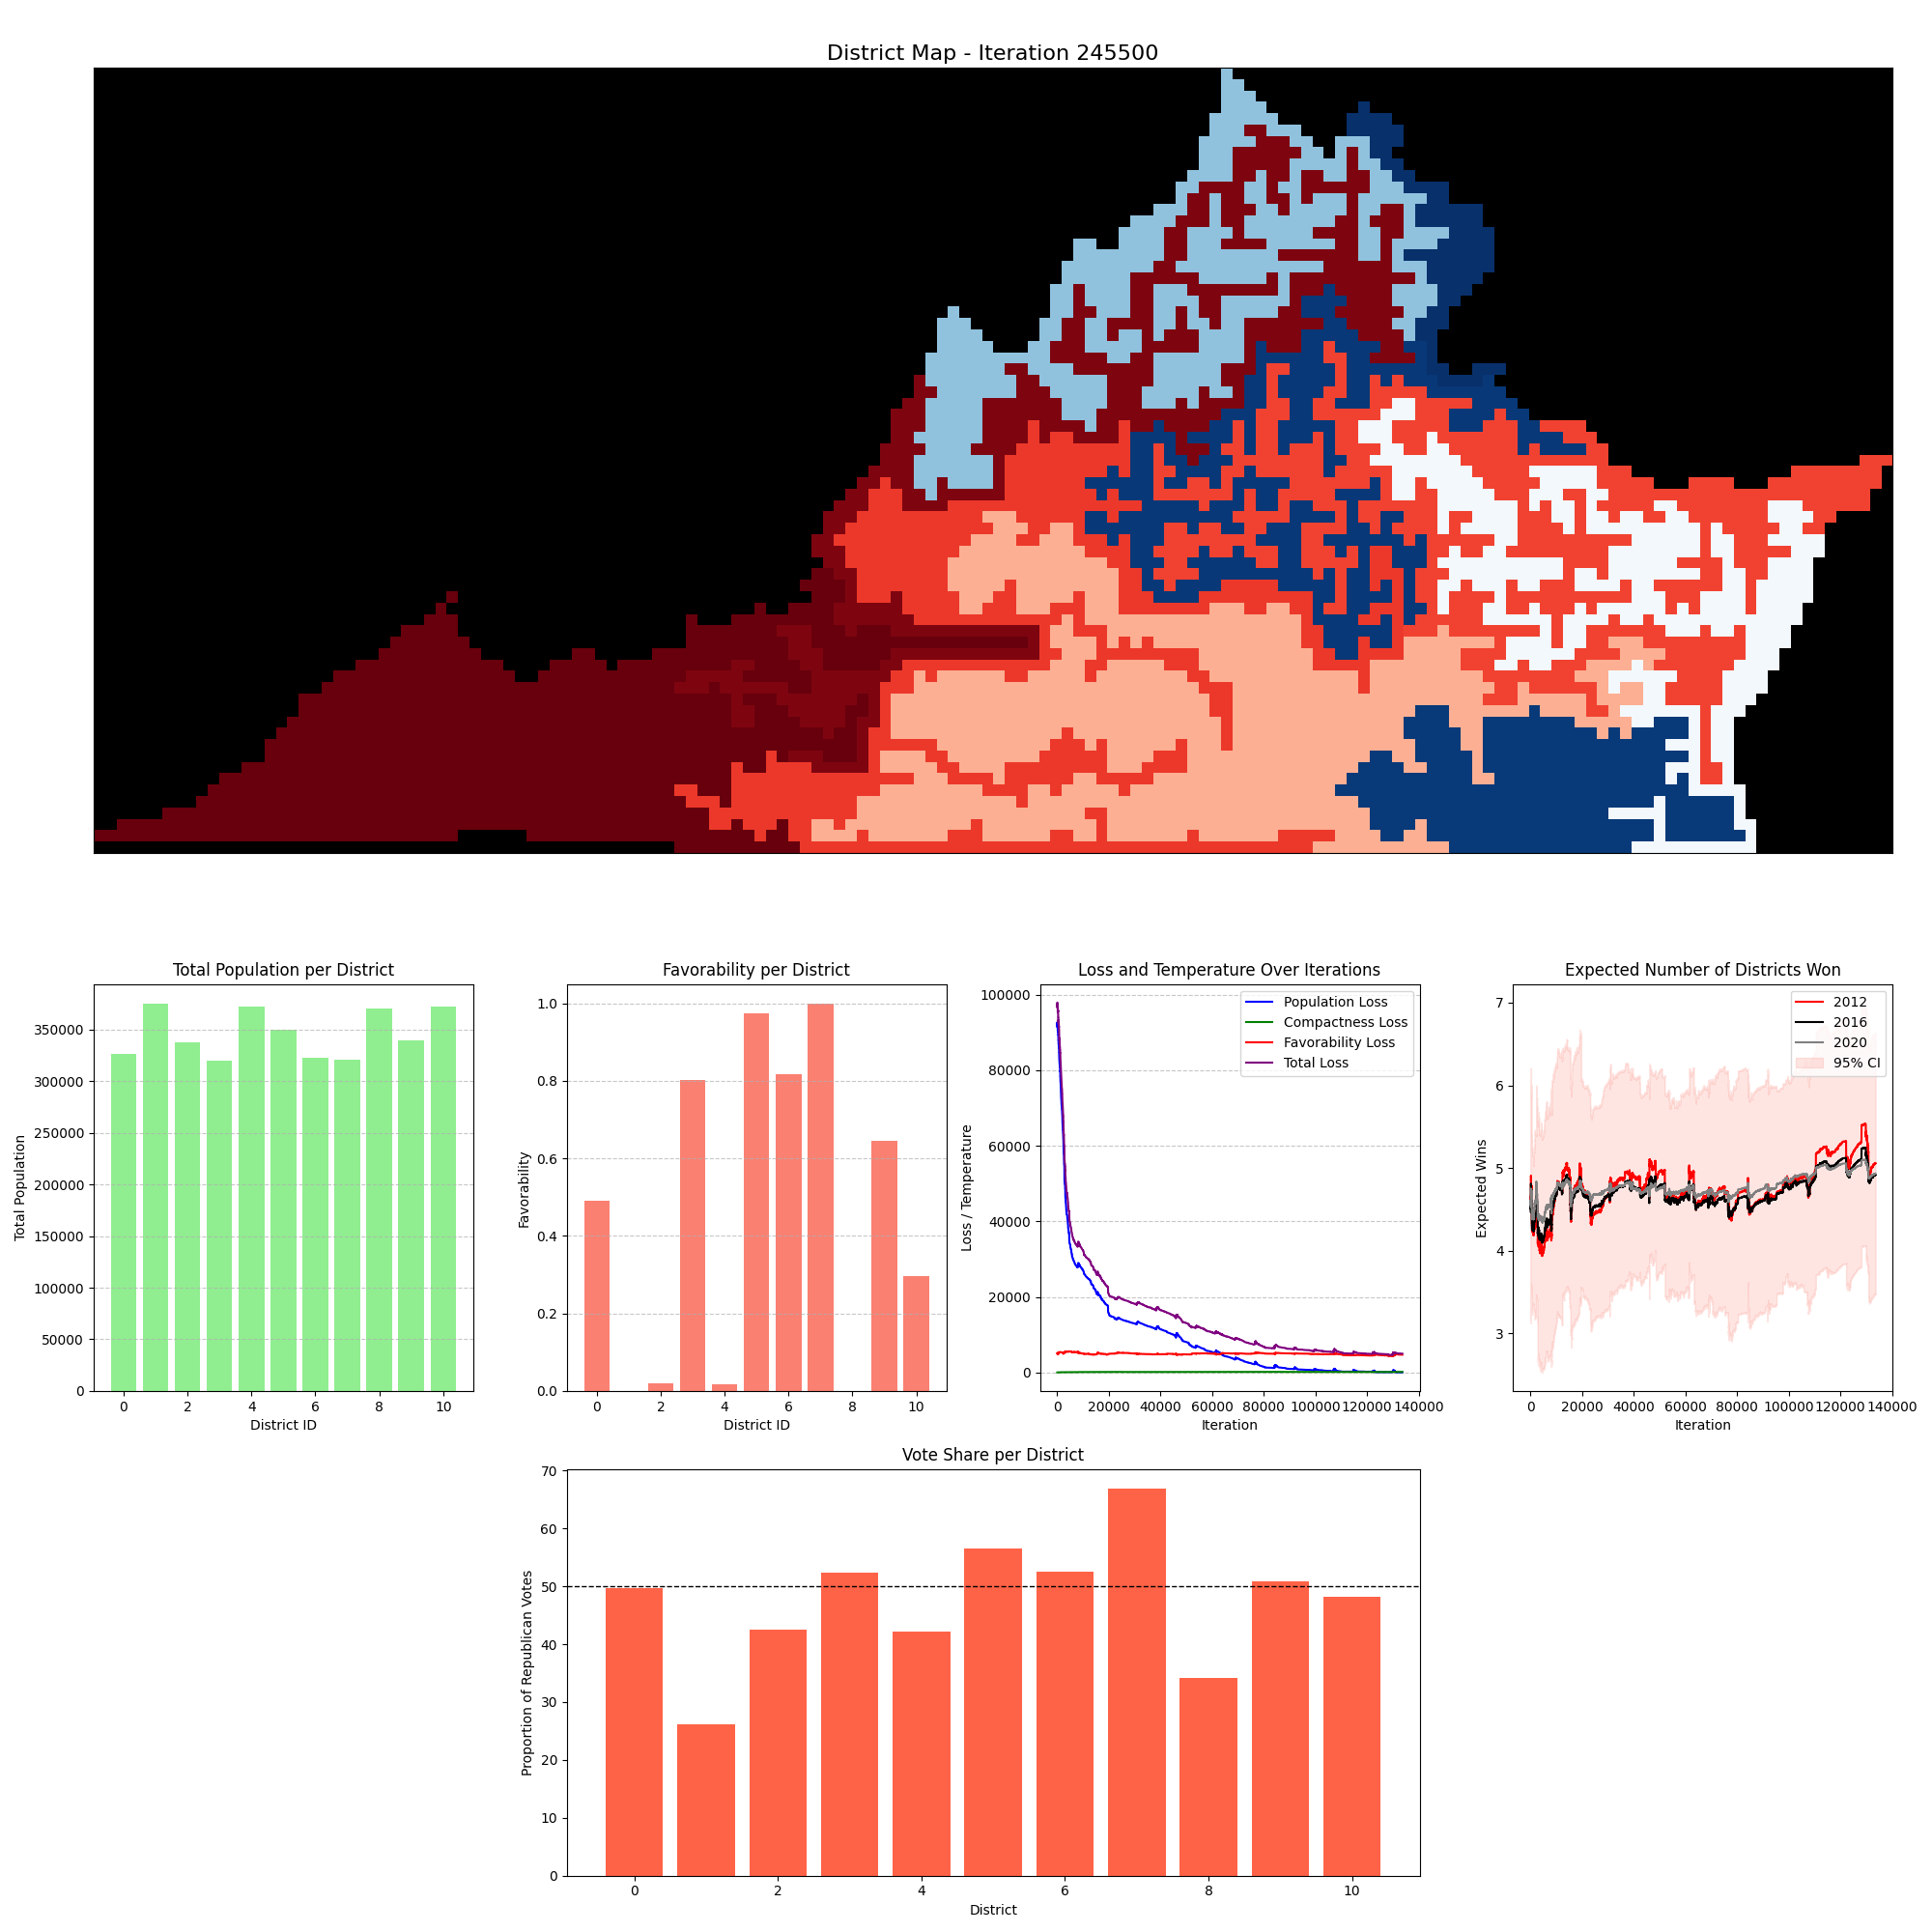 District Map - Iteration 245500
Total Population per District
Total Population
350000
300000
250000
200000
150000
100000
50000
0
0 2 4 6 8 10
District ID
Favorability per District
Favorability
1.0
0.8
0.6
0.4
0.2
0.0
0 2 4 6 8 10
District ID
Loss and Temperature Over Iterations
Loss / Temperature
100000
80000
60000
40000
20000
0
Population Loss
Compactness Loss
Favorability Loss
Total Loss
0 20000 40000 60000 80000 100000 120000 140000
Iteration
Expected Number of Districts Won
Expected Wins
7
6
5
4
3
2012
2016
2020
95% CI
0 20000 40000 60000 80000 100000 120000 140000
Iteration
Vote Share per District
Proportion of Republican Votes
70
60
50
40
30
20
10
0
0 2 4 6 8 10
District